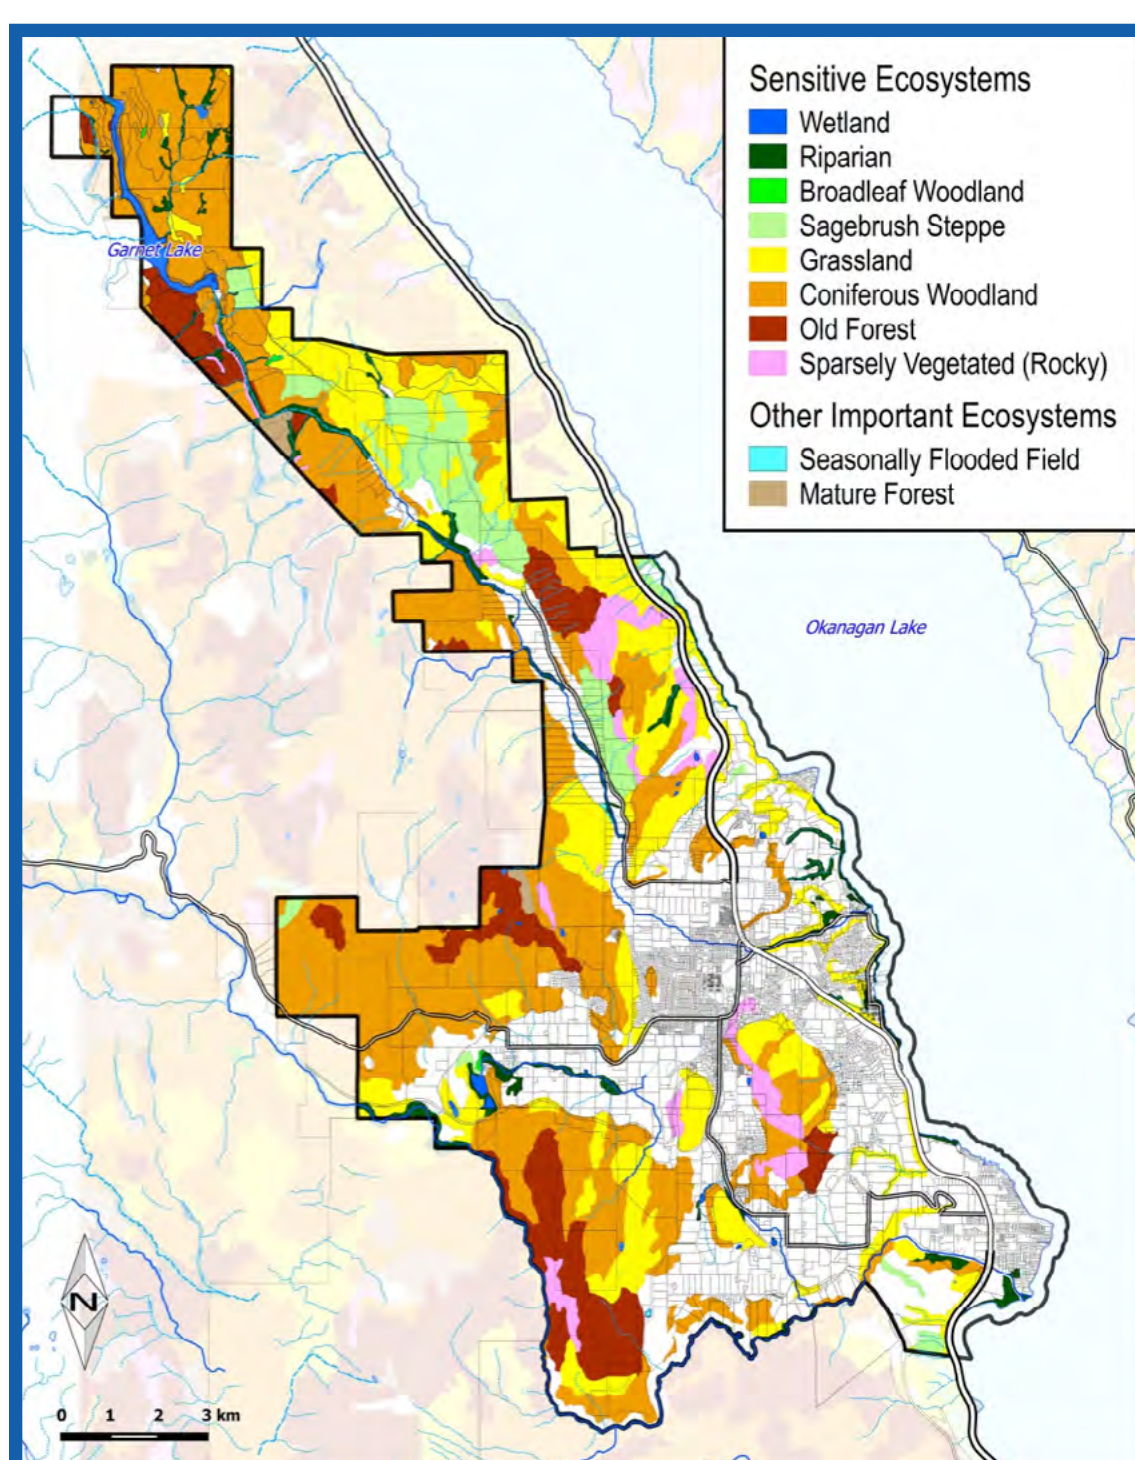 Sensitive Ecosystems
Wetland
Riparian
Broadleaf Woodland
Sagebrush Steppe
Grassland
Coniferous Woodland
Old Forest
Sparsely Vegetated (Rocky)
Other Important Ecosystems
Seasonally Flooded Field
Mature Forest
Garnet Lake
Okanagan Lake
N
0 1 2 3 km